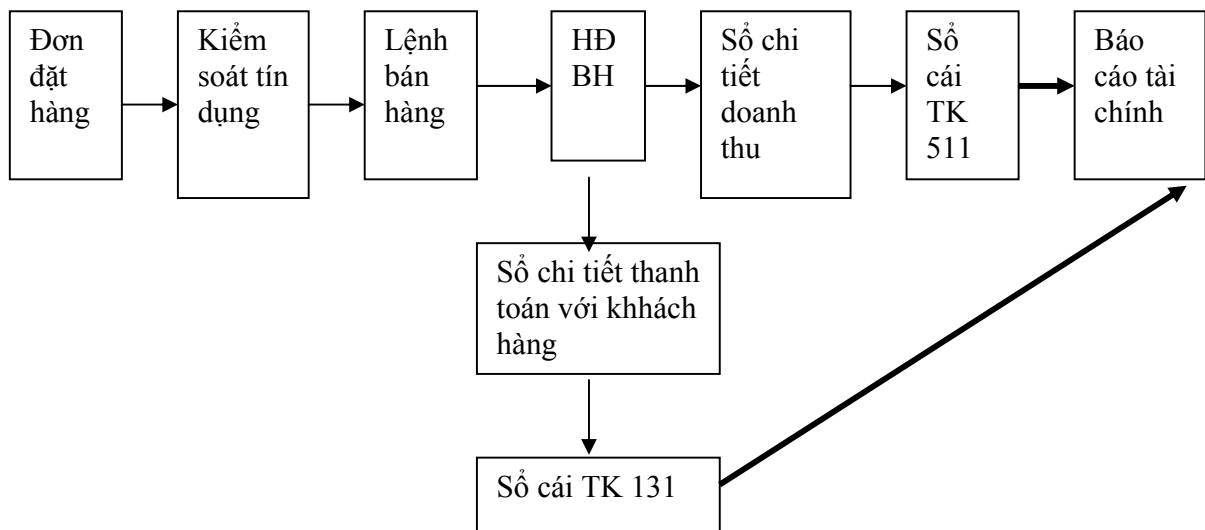 Đơn
đặt
hàng
Kiểm
soát tín
dụng
Lệnh
bán
hàng
HĐ
BH
Sổ chi
tiết
doanh
thu
Sổ
cái
TK
511
Báo
cáo tài
chính
Sổ chi tiết thanh
toán với khhách
hàng
Sổ cái TK 131